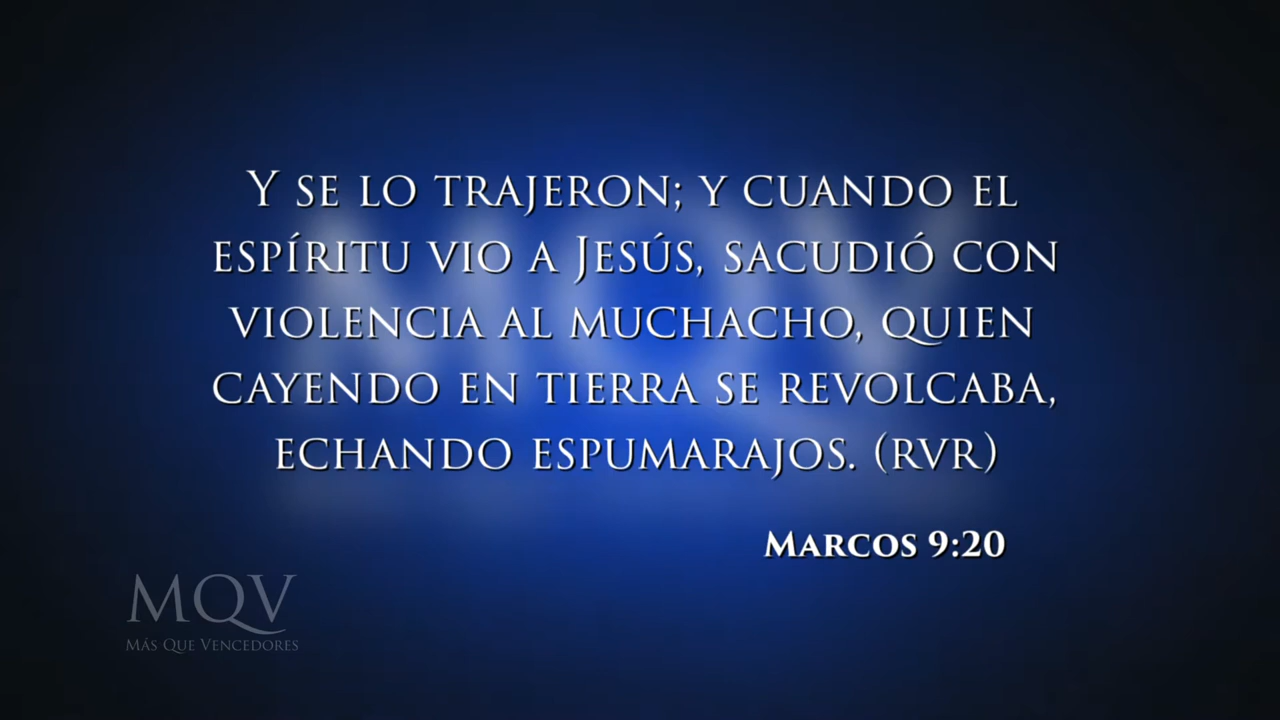 Y se lo trajeron; y cuando el
espíritu vio a Jesús, sacudió con
violencia al muchacho, quien
cayendo en tierra se revolcaba,
echando espumarajos. (rvr)
Marcos 9:20
MQV
Más Que Vencedores